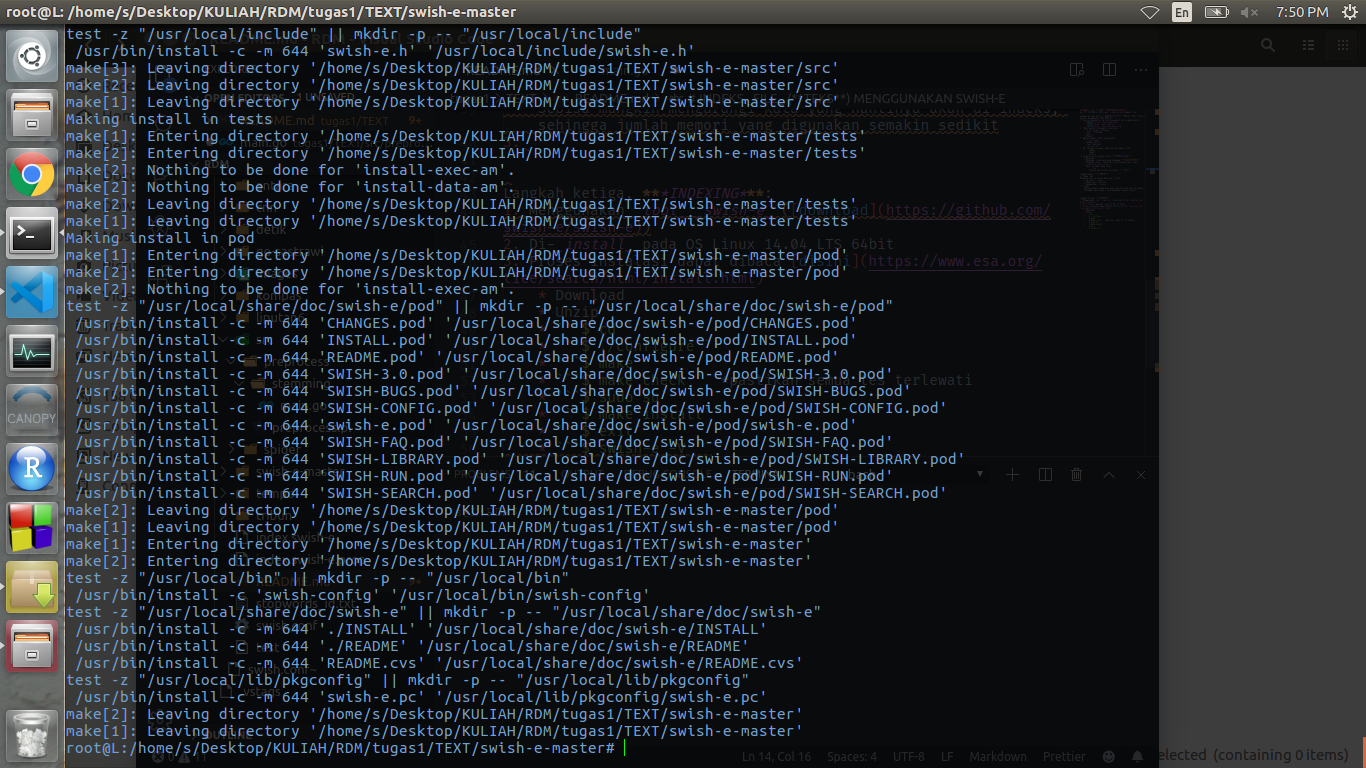 root@L: /home/s/Desktop/KULIAH/RDM/tugas1/TEXT/swish-e-master
En
7:50 PM
test -z "/usr/local/include" || mkdir -p -- "/usr/local/include"
/usr/bin/install -c -m 644 'swish-e.h' '/usr/local/include/swish-e.h'
make[3]: Leaving directory '/home/s/Desktop/KULIAH/RDM/tugas1/TEXT/swish-e-master/src'
make[2]: Leaving directory '/home/s/Desktop/KULIAH/RDM/tugas1/TEXT/swish-e-master/src'
make[1]: Leaving directory '/home/s/Desktop/KULIAH/RDM/tugas1/TEXT/swish-e-master/src'
Making install in tests
make[1]: Entering directory '/home/s/Desktop/KULIAH/RDM/tugas1/TEXT/swish-e-master/tests'
make[2]: Entering directory '/home/s/Desktop/KULIAH/RDM/tugas1/TEXT/swish-e-master/tests'
make[2]: Nothing to be done for 'install-exec-am'.
make[2]: Nothing to be done for 'install-data-am'.
make[2]: Leaving directory '/home/s/Desktop/KULIAH/RDM/tugas1/TEXT/swish-e-master/tests'
make[1]: Leaving directory '/home/s/Desktop/KULIAH/RDM/tugas1/TEXT/swish-e-master/tests'
Making install in pod
make[1]: Entering directory '/home/s/Desktop/KULIAH/RDM/tugas1/TEXT/swish-e-master/pod'
make[2]: Entering directory '/home/s/Desktop/KULIAH/RDM/tugas1/TEXT/swish-e-master/pod'
make[2]: Nothing to be done for 'install-exec-am'.
test -z "/usr/local/share/doc/swish-e/pod" || mkdir -p -- "/usr/local/share/doc/swish-e/pod"
/usr/bin/install -c -m 644 'CHANGES.pod' '/usr/local/share/doc/swish-e/pod/CHANGES.pod'
/usr/bin/install -c -m 644 'INSTALL.pod' '/usr/local/share/doc/swish-e/pod/INSTALL.pod'
/usr/bin/install -c -m 644 'README.pod' '/usr/local/share/doc/swish-e/pod/README.pod'
/usr/bin/install -c -m 644 'SWISH-3.0.pod' '/usr/local/share/doc/swish-e/pod/SWISH-3.0.pod'
/usr/bin/install -c -m 644 'SWISH-BUGS.pod' '/usr/local/share/doc/swish-e/pod/SWISH-BUGS.pod'
/usr/bin/install -c -m 644 'SWISH-CONFIG.pod' '/usr/local/share/doc/swish-e/pod/SWISH-CONFIG.pod'
/usr/bin/install -c -m 644 'swish-e.pod' '/usr/local/share/doc/swish-e/pod/swish-e.pod'
/usr/bin/install -c -m 644 'SWISH-FAQ.pod' '/usr/local/share/doc/swish-e/pod/SWISH-FAQ.pod'
/usr/bin/install -c -m 644 'SWISH-LIBRARY.pod' '/usr/local/share/doc/swish-e/pod/SWISH-LIBRARY.pod'
/usr/bin/install -c -m 644 'SWISH-RUN.pod' '/usr/local/share/doc/swish-e/pod/SWISH-RUN.pod'
/usr/bin/install -c -m 644 'SWISH-SEARCH.pod' '/usr/local/share/doc/swish-e/pod/SWISH-SEARCH.pod'
make[2]: Leaving directory '/home/s/Desktop/KULIAH/RDM/tugas1/TEXT/swish-e-master/pod'
make[1]: Leaving directory '/home/s/Desktop/KULIAH/RDM/tugas1/TEXT/swish-e-master/pod'
make[1]: Entering directory '/home/s/Desktop/KULIAH/RDM/tugas1/TEXT/swish-e-master'
make[2]: Entering directory '/home/s/Desktop/KULIAH/RDM/tugas1/TEXT/swish-e-master'
test -z "/usr/local/bin" || mkdir -p -- "/usr/local/bin"
/usr/bin/install -c 'swish-config' '/usr/local/bin/swish-config'
test -z "/usr/local/share/doc/swish-e" || mkdir -p -- "/usr/local/share/doc/swish-e"
/usr/bin/install -c -m 644 './INSTALL' '/usr/local/share/doc/swish-e/INSTALL'
/usr/bin/install -c -m 644 './README' '/usr/local/share/doc/swish-e/README'
/usr/bin/install -c -m 644 'README.cvs' '/usr/local/share/doc/swish-e/README.cvs'
test -z "/usr/local/lib/pkgconfig" || mkdir -p -- "/usr/local/lib/pkgconfig"
/usr/bin/install -c -m 644 'swish-e.pc' '/usr/local/lib/pkgconfig/swish-e.pc'
make[2]: Leaving directory '/home/s/Desktop/KULIAH/RDM/tugas1/TEXT/swish-e-master'
make[1]: Leaving directory '/home/s/Desktop/KULIAH/RDM/tugas1/TEXT/swish-e-master'
root@L:/home/s/Desktop/KULIAH/RDM/tugas1/TEXT/swish-e-master#
CANOPY
R
MENGGUNAKAN SWISH-E
sehingga jumlah memori yang digunakan semakin sedikit
2. Di- install pada OS Linux 14.04 LTS 64bit
* Download
Ln 14, Col 16
Spaces: 4
UTF-8
LF
Markdown
Prettier
elected (containing 0 items)